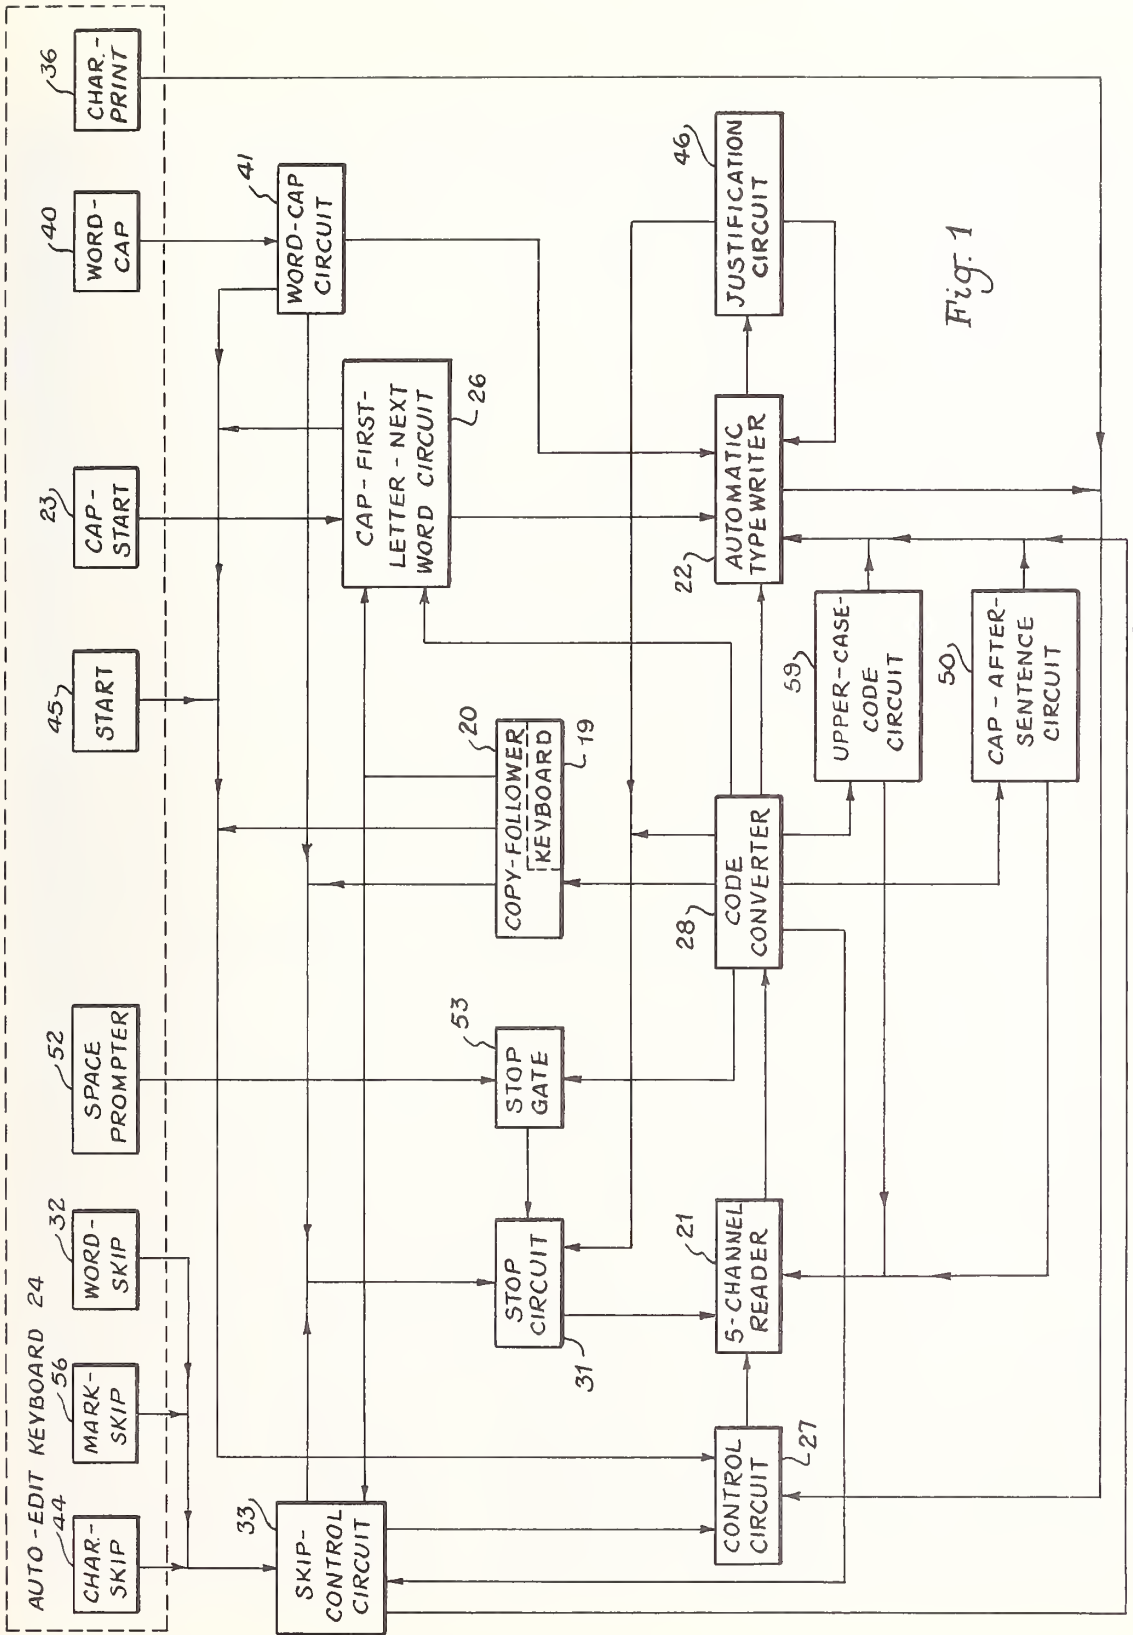 AUTO-EDIT KEYBOARD 24
44
CHAR.-
SKIP
56
MARK-
SKIP
32
WORD-
SKIP
52
SPACE
PROMPTER
45
START
23
CAP-
START
40
WORD-
CAP
36
CHAR.-
PRINT
33
SKIP-
CONTROL
CIRCUIT
41
WORD-CAP
CIRCUIT
CAP-FIRST-
LETTER-NEXT
WORD CIRCUIT
26
STOP
CIRCUIT
31
53
STOP
GATE
20
COPY-FOLLOWER
KEYBOARD
19
CONTROL
CIRCUIT
27
21
5-CHANNEL
READER
28
CODE
CONVERTER
22
AUTOMATIC
TYPEWRITER
46
JUSTIFICATION
CIRCUIT
59
UPPER-CASE-
CODE
CIRCUIT
50
CAP-AFTER-
SENTENCE
CIRCUIT
Fig. 1